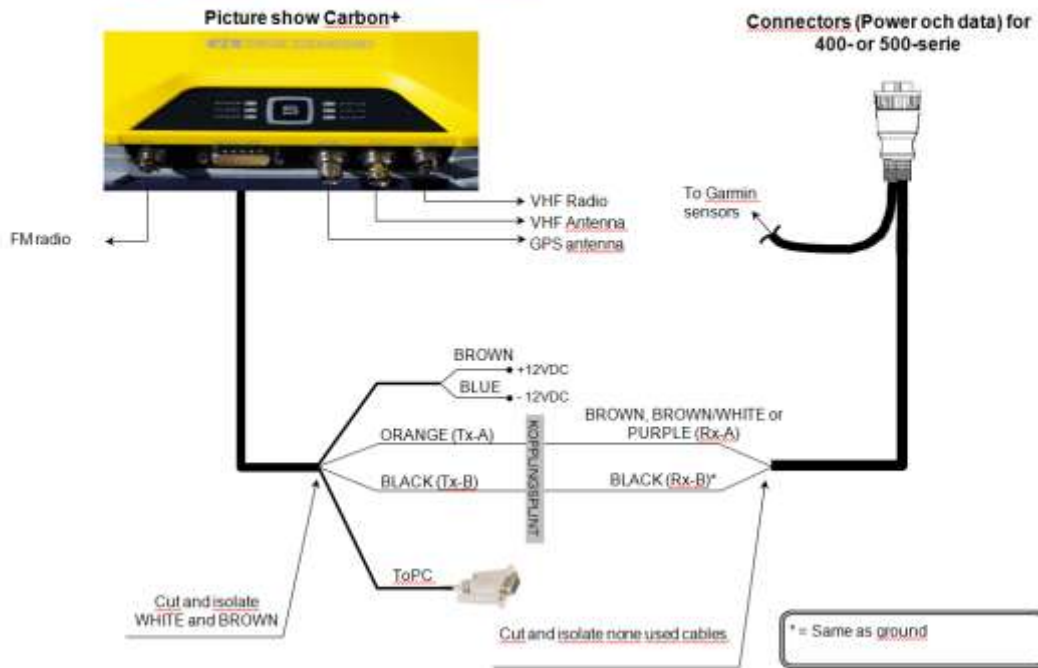 Picture show Carbon+
Connectors (Power och data) for
400- or 500-serie
To Garmin
sensors
VHF Radio
VHF Antenna
GPS antenna
FM radio
BROWN
+12VDC
BLUE
- 12VDC
BROWN, BROWN/WHITE or
PURPLE (Rx-A)
ORANGE (Tx-A)
KOPPLINGSPLINT
BLACK (Tx-B)
BLACK (Rx-B)*
ToPC
Cut and isolate
WHITE and BROWN
Cut and isolate none used cables
* = Same as ground